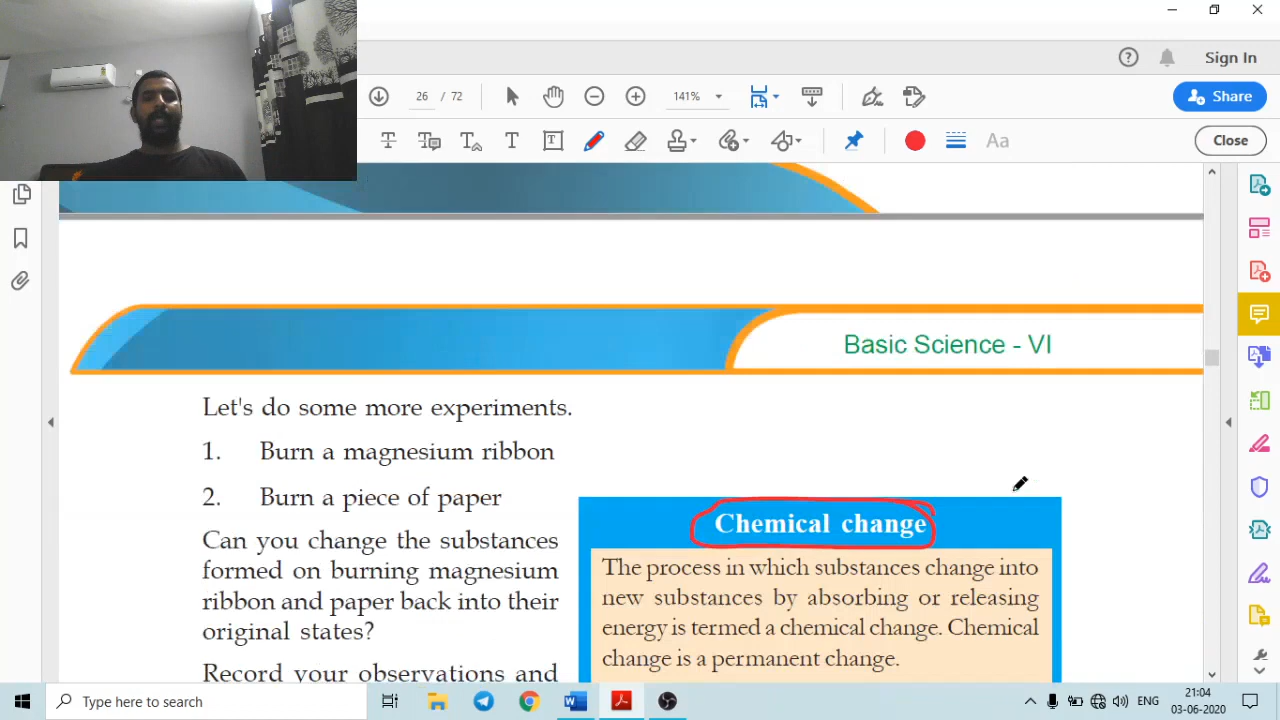 Sign In
26 / 72
141%
Share
T T T T T Aa
Close
Basic Science - VI
Let's do some more experiments.
1. Burn a magnesium ribbon
2. Burn a piece of paper
Can you change the substances
formed on burning magnesium
ribbon and paper back into their
original states?
Record your observations and
Chemical change
The process in which substances change into
new substances by absorbing or releasing
energy is termed a chemical change. Chemical
change is a permanent change.
Type here to search
ENG
21:04
03-06-2020